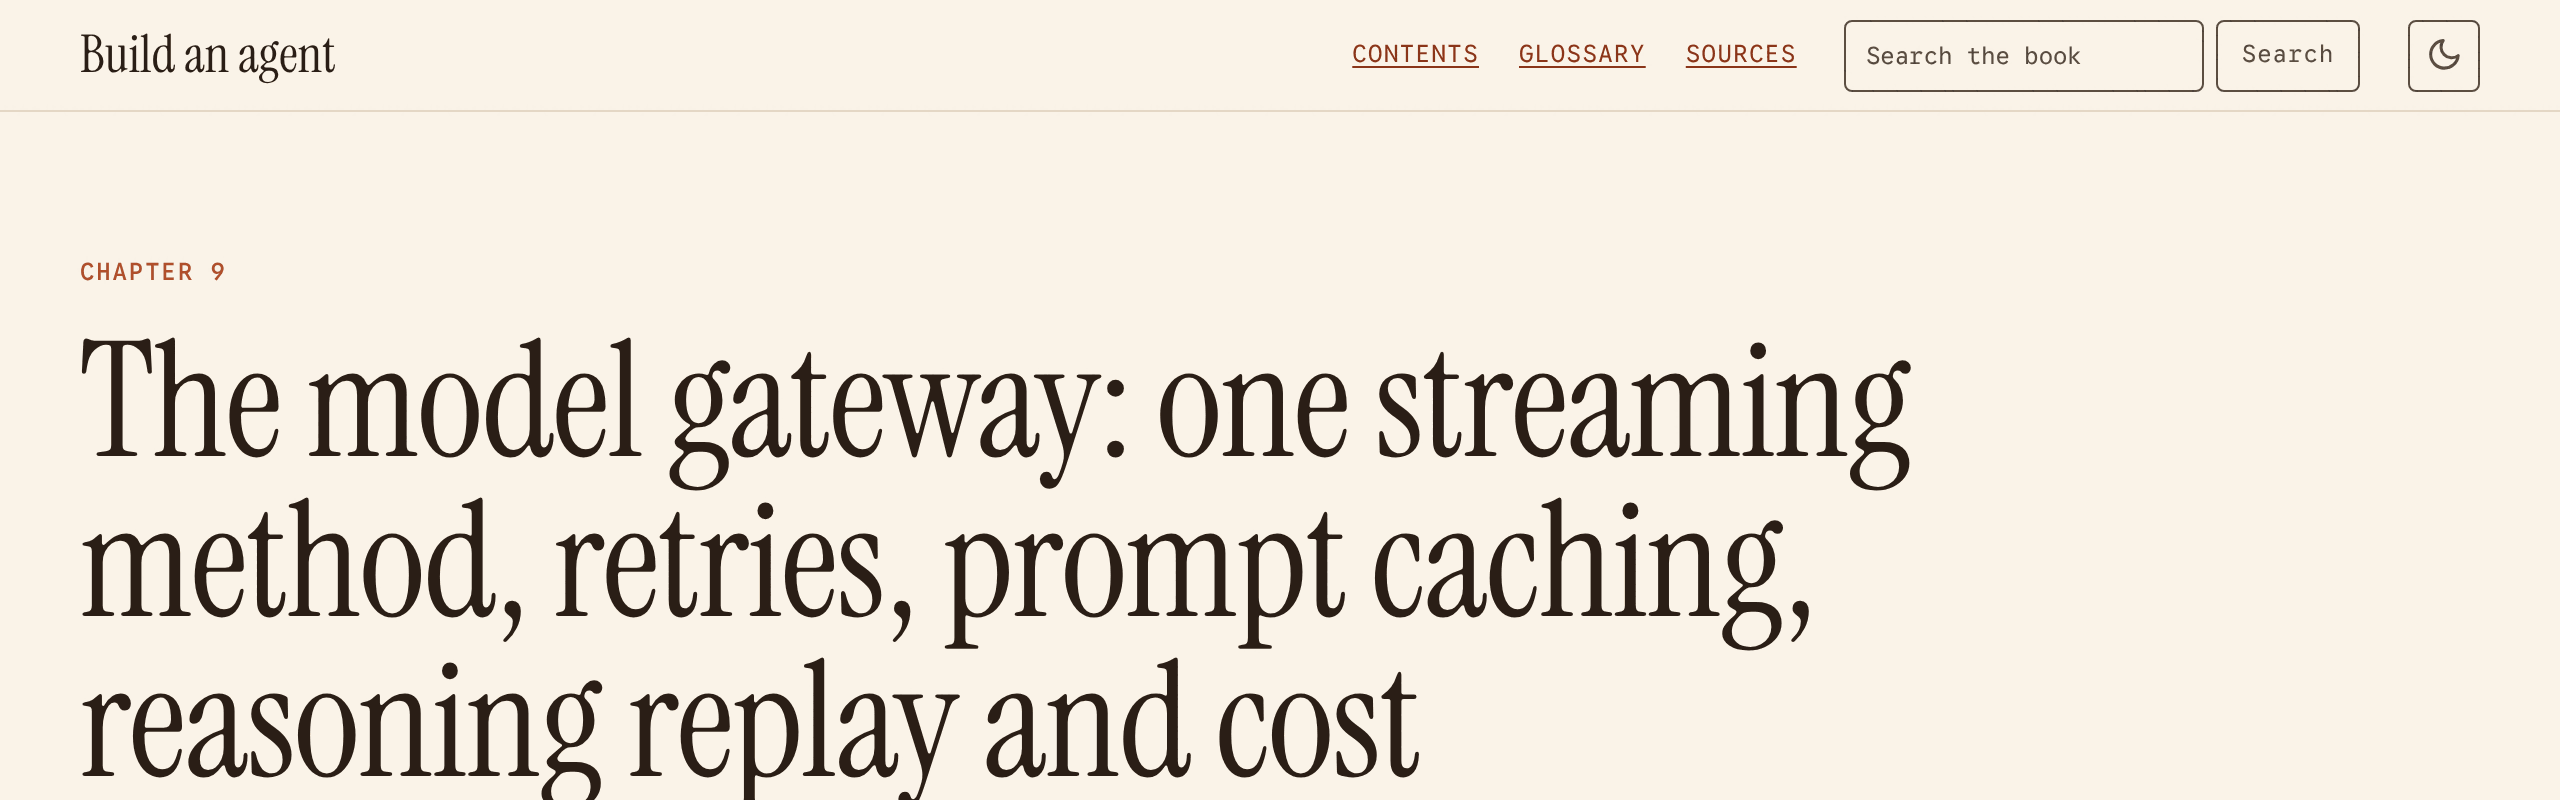 Build an agent
CONTENTS GLOSSARY SOURCES Search the book Search
CHAPTER 9
The model gateway: one streaming
method, retries, prompt caching,
reasoning replay and cost